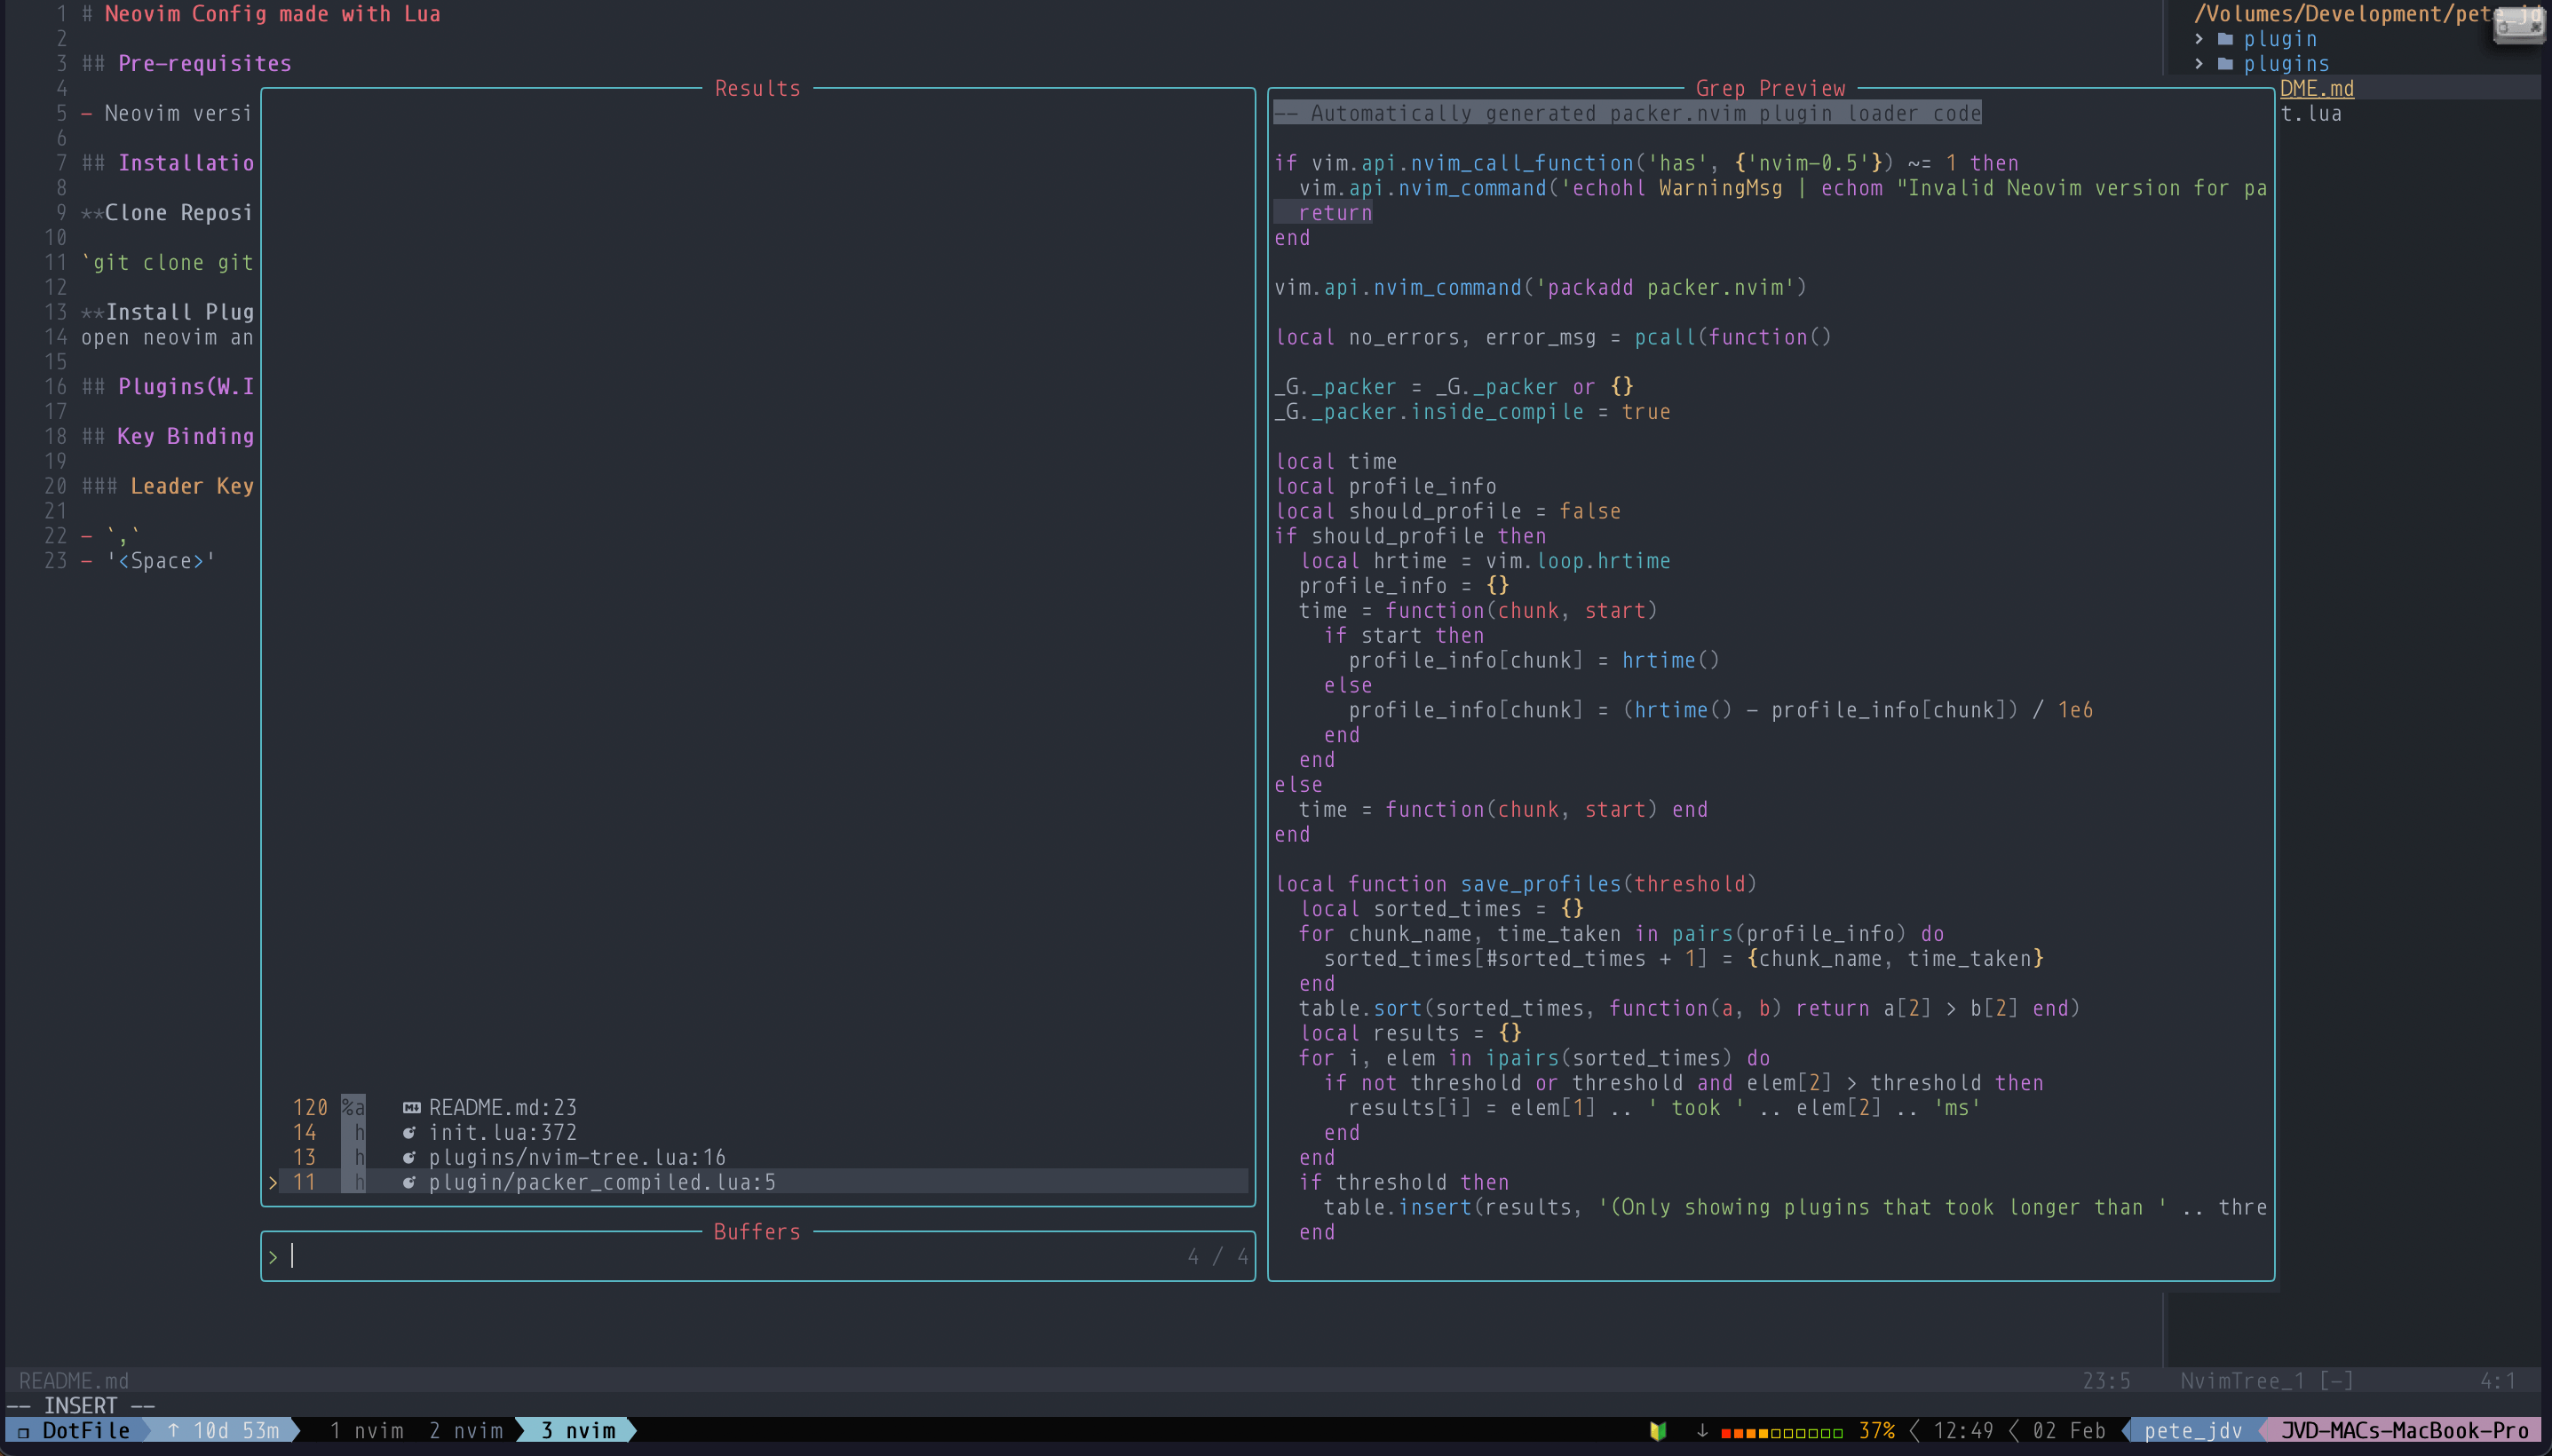 1 # Neovim Config made with Lua
2
3 ## Pre-requisites
4
5 - Neovim versi
6
7 ## Installatio
8
9 **Clone Reposi
10
11 `git clone git
12
13 **Install Plug
14 open neovim an
15
16 ## Plugins(W.I
17
18 ## Key Binding
19
20 ### Leader Key
21
22 - `,`
23 - '<Space>'
Results
120 %a README.md:23
14 h init.lua:372
13 h plugins/nvim-tree.lua:16
> 11 h plugin/packer_compiled.lua:5
Buffers
> 4 / 4
Grep Preview
-- Automatically generated packer.nvim plugin loader code
if vim.api.nvim_call_function('has', {'nvim-0.5'}) ~= 1 then
vim.api.nvim_command('echohl WarningMsg | echom "Invalid Neovim version for pa
return
end
vim.api.nvim_command('packadd packer.nvim')
local no_errors, error_msg = pcall(function()
_G._packer = _G._packer or {}
_G._packer.inside_compile = true
local time
local profile_info
local should_profile = false
if should_profile then
local hrtime = vim.loop.hrtime
profile_info = {}
time = function(chunk, start)
if start then
profile_info[chunk] = hrtime()
else
profile_info[chunk] = (hrtime() - profile_info[chunk]) / 1e6
end
end
else
time = function(chunk, start) end
end
local function save_profiles(threshold)
local sorted_times = {}
for chunk_name, time_taken in pairs(profile_info) do
sorted_times[#sorted_times + 1] = {chunk_name, time_taken}
end
table.sort(sorted_times, function(a, b) return a[2] > b[2] end)
local results = {}
for i, elem in ipairs(sorted_times) do
if not threshold or threshold and elem[2] > threshold then
results[i] = elem[1] .. ' took ' .. elem[2] .. 'ms'
end
end
if threshold then
table.insert(results, '(Only showing plugins that took longer than ' .. thre
end
/Volumes/Development/pete_jd
> plugin
> plugins
DME.md
t.lua
README.md 23:5 NvimTree_1 [-] 4:1
-- INSERT --
DotFile ↑ 10d 53m 1 nvim 2 nvim 3 nvim ↓ 37% 12:49 02 Feb pete_jdv JVD-MACs-MacBook-Pro